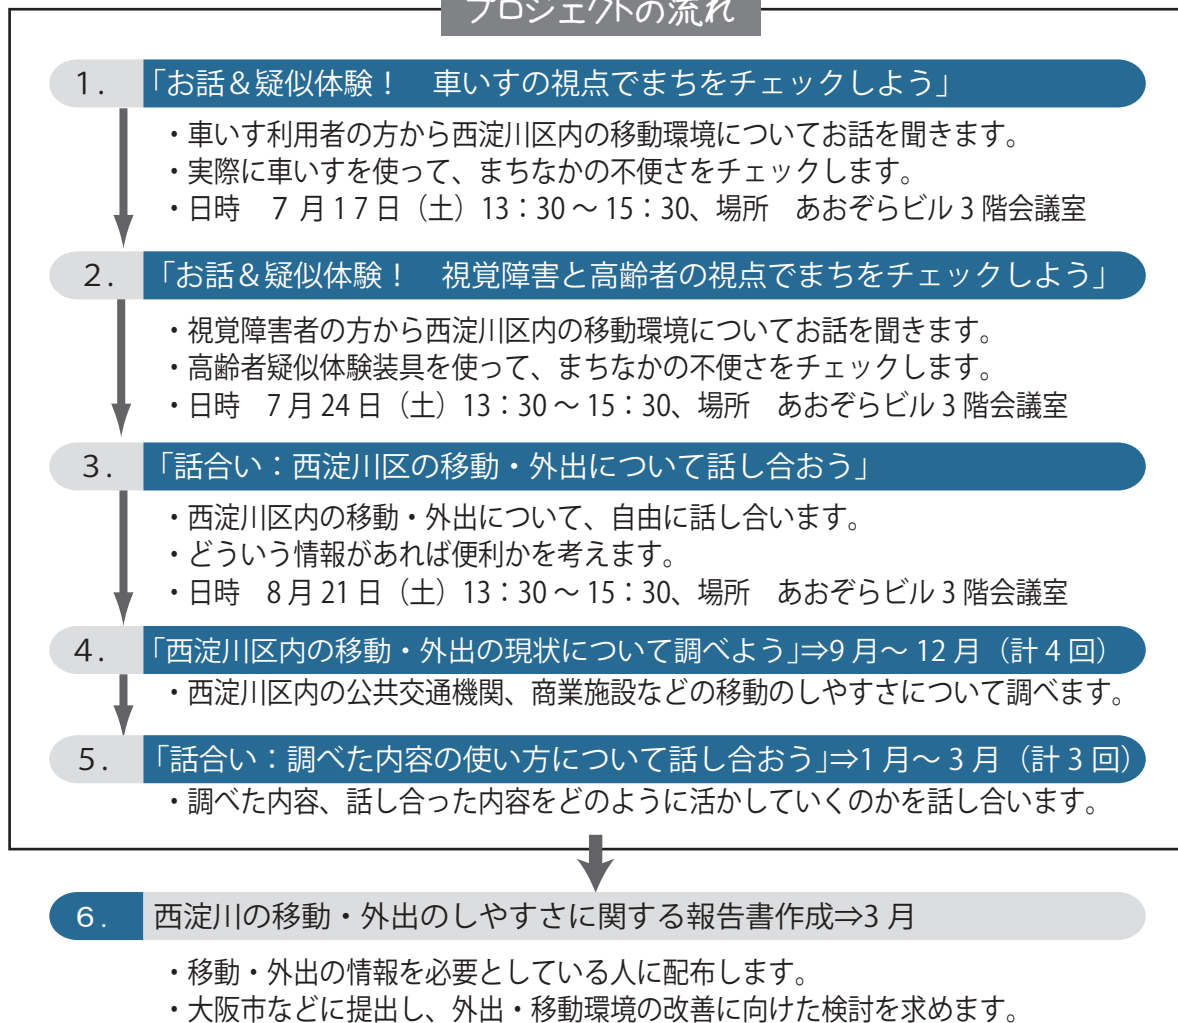 プロジェクトの流れ
1. 「お話＆疑似体験！　車いすの視点でまちをチェックしよう」
・車いす利用者の方から西淀川区内の移動環境についてお話を聞きます。
・実際に車いすを使って、まちなかの不便さをチェックします。
・日時　７月１７日（土）13：30～15：30、場所　あおぞらビル３階会議室
2. 「お話＆疑似体験！　視覚障害と高齢者の視点でまちをチェックしよう」
・視覚障害者の方から西淀川区内の移動環境についてお話を聞きます。
・高齢者疑似体験装具を使って、まちなかの不便さをチェックします。
・日時　7月24日（土）13：30～15：30、場所　あおぞらビル３階会議室
3. 「話合い：西淀川区の移動・外出について話し合おう」
・西淀川区内の移動・外出について、自由に話し合います。
・どういう情報があれば便利かを考えます。
・日時　8月21日（土）13：30～15：30、場所　あおぞらビル３階会議室
4. 「西淀川区内の移動・外出の現状について調べよう」⇒9月～12月（計4回）
・西淀川区内の公共交通機関、商業施設などの移動のしやすさについて調べます。
5. 「話合い：調べた内容の使い方について話し合おう」⇒1月～3月（計3回）
・調べた内容、話し合った内容をどのように活かしていくのかを話し合います。
6. 西淀川の移動・外出のしやすさに関する報告書作成⇒3月
・移動・外出の情報を必要としている人に配布します。
・大阪市などに提出し、外出・移動環境の改善に向けた検討を求めます。